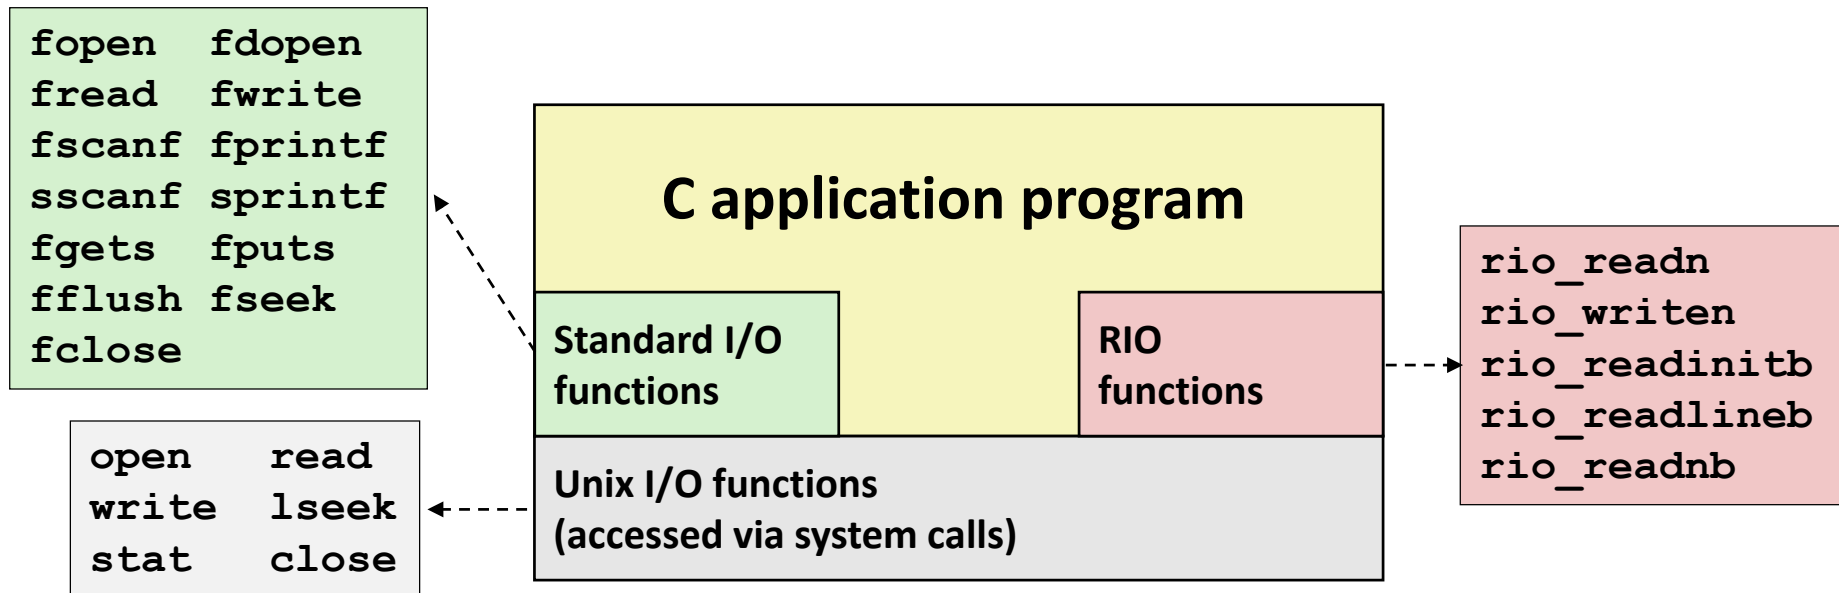 fopen fdopen
fread fwrite
fscanf fprintf
sscanf sprintf
fgets fputs
fflush fseek
fclose
C application program
Standard I/O
functions
RIO
functions
rio_readn
rio_writen
rio_readinitb
rio_readlineb
rio_readnb
open read
write lseek
stat close
Unix I/O functions
(accessed via system calls)